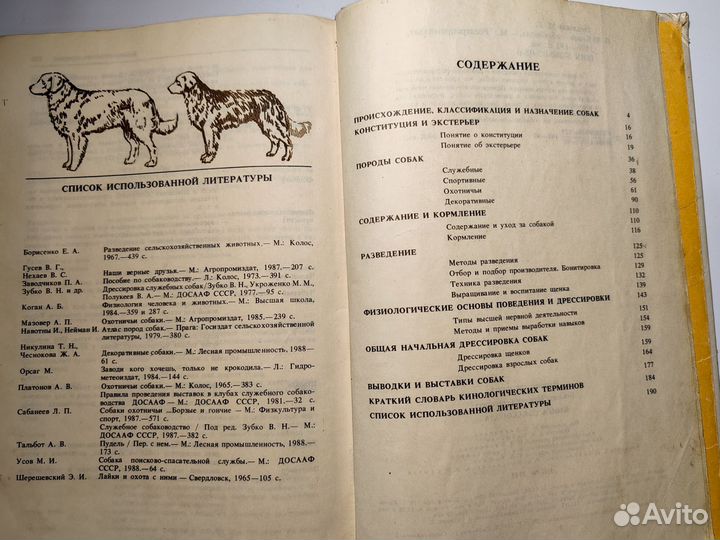 СПИСОК ИСПОЛЬЗОВАННОЙ ЛИТЕРАТУРЫ
Борисенко Е. А. Разведение сельскохозяйственных животных.— М.: Колос,
1967.—439 с.
Гусев В. Г.,
Нехаев В. С. Наши верные друзья.— М.: Агропромиздат, 1987.—207 с.
Заводчиков П. А. Пособие по собаководству.— Л.: Колос, 1973.—391 с.
Зубко В. Н. и др. Дрессировка служебных собак/Зубко В. Н., Укроженко М. М.,
Полукеев В. А.— М.: ДОСААФ СССР, 1977.—95 с.
Коган А. Б. Физиология человека и животных.— М.: Высшая школа,
1984.—359 и 287 с.
Мазовер А. П. Охотничьи собаки.— М.: Агропромиздат, 1985.—239 с.
Навотны И., Нейман И. Атлас пород собак.— Прага: Госиздат сельскохозяйственной
литературы, 1979.—380 с.
Никулина Т. Н.,
Чеснокова Ж. А. Декоративные собаки.— М.: Лесная промышленность, 1988—
61 с.
Орсаг М. Заводи кого хочешь, только не крокодила.— Л.: Гидро-
метеоиздат, 1984.—144 с.
Платонов А. В. Охотничьи собаки.— М.: Колос, 1965.—383 с.
Правила проведения выставок в клубах служебного собако-
водства ДОСААФ — М.: ДОСААФ СССР, 1981.—32 с.
Сабанеев Л. П. Собаки охотничьи ...Борзые и гончие — М.: Физкультура и
спорт, 1987.—571 с.
Служебное собаководство / Под ред. Зубко В. Н.— М.:
ДОСААФ СССР, 1987.—382 с.
Тальбот А. В. Пудель / Пер. с нем.— М.: Лесная промышленность, 1988.—
173 с.
Усов М. И. Собака поисково-спасательной службы.— М.: ДОСААФ
СССР, 1988.—64 с.
Шерешевский Э. И. Лайки и охота с ними — Свердловск, 1965—105 с.
СОДЕРЖАНИЕ
ПРОИСХОЖДЕНИЕ, КЛАССИФИКАЦИЯ И НАЗНАЧЕНИЕ СОБАК 4
КОНСТИТУЦИЯ И ЭКСТЕРЬЕР 16
Понятие о конституции 16
Понятие об экстерьере 19
ПОРОДЫ СОБАК 36
Служебные 38
Спортивные 56
Охотничьи 61
Декоративные 90
СОДЕРЖАНИЕ И КОРМЛЕНИЕ 110
Содержание и уход за собакой 110
Кормление 116
РАЗВЕДЕНИЕ 125
Методы разведения 125
Отбор и подбор производителя. Бонитировка 129
Техника разведения 132
Выращивание и воспитание щенка 139
ФИЗИОЛОГИЧЕСКИЕ ОСНОВЫ ПОВЕДЕНИЯ И ДРЕССИРОВКИ 143
Типы высшей нервной деятельности 151
Методы и приемы выработки навыков 154
ОБЩАЯ НАЧАЛЬНАЯ ДРЕССИРОВКА СОБАК 159
Дрессировка щенков 159
Дрессировка взрослых собак 164
ВЫВОДКИ И ВЫСТАВКИ СОБАК 177
КРАТКИЙ СЛОВАРЬ КИНОЛОГИЧЕСКИХ ТЕРМИНОВ 184
СПИСОК ИСПОЛЬЗОВАННОЙ ЛИТЕРАТУРЫ 190
Avito